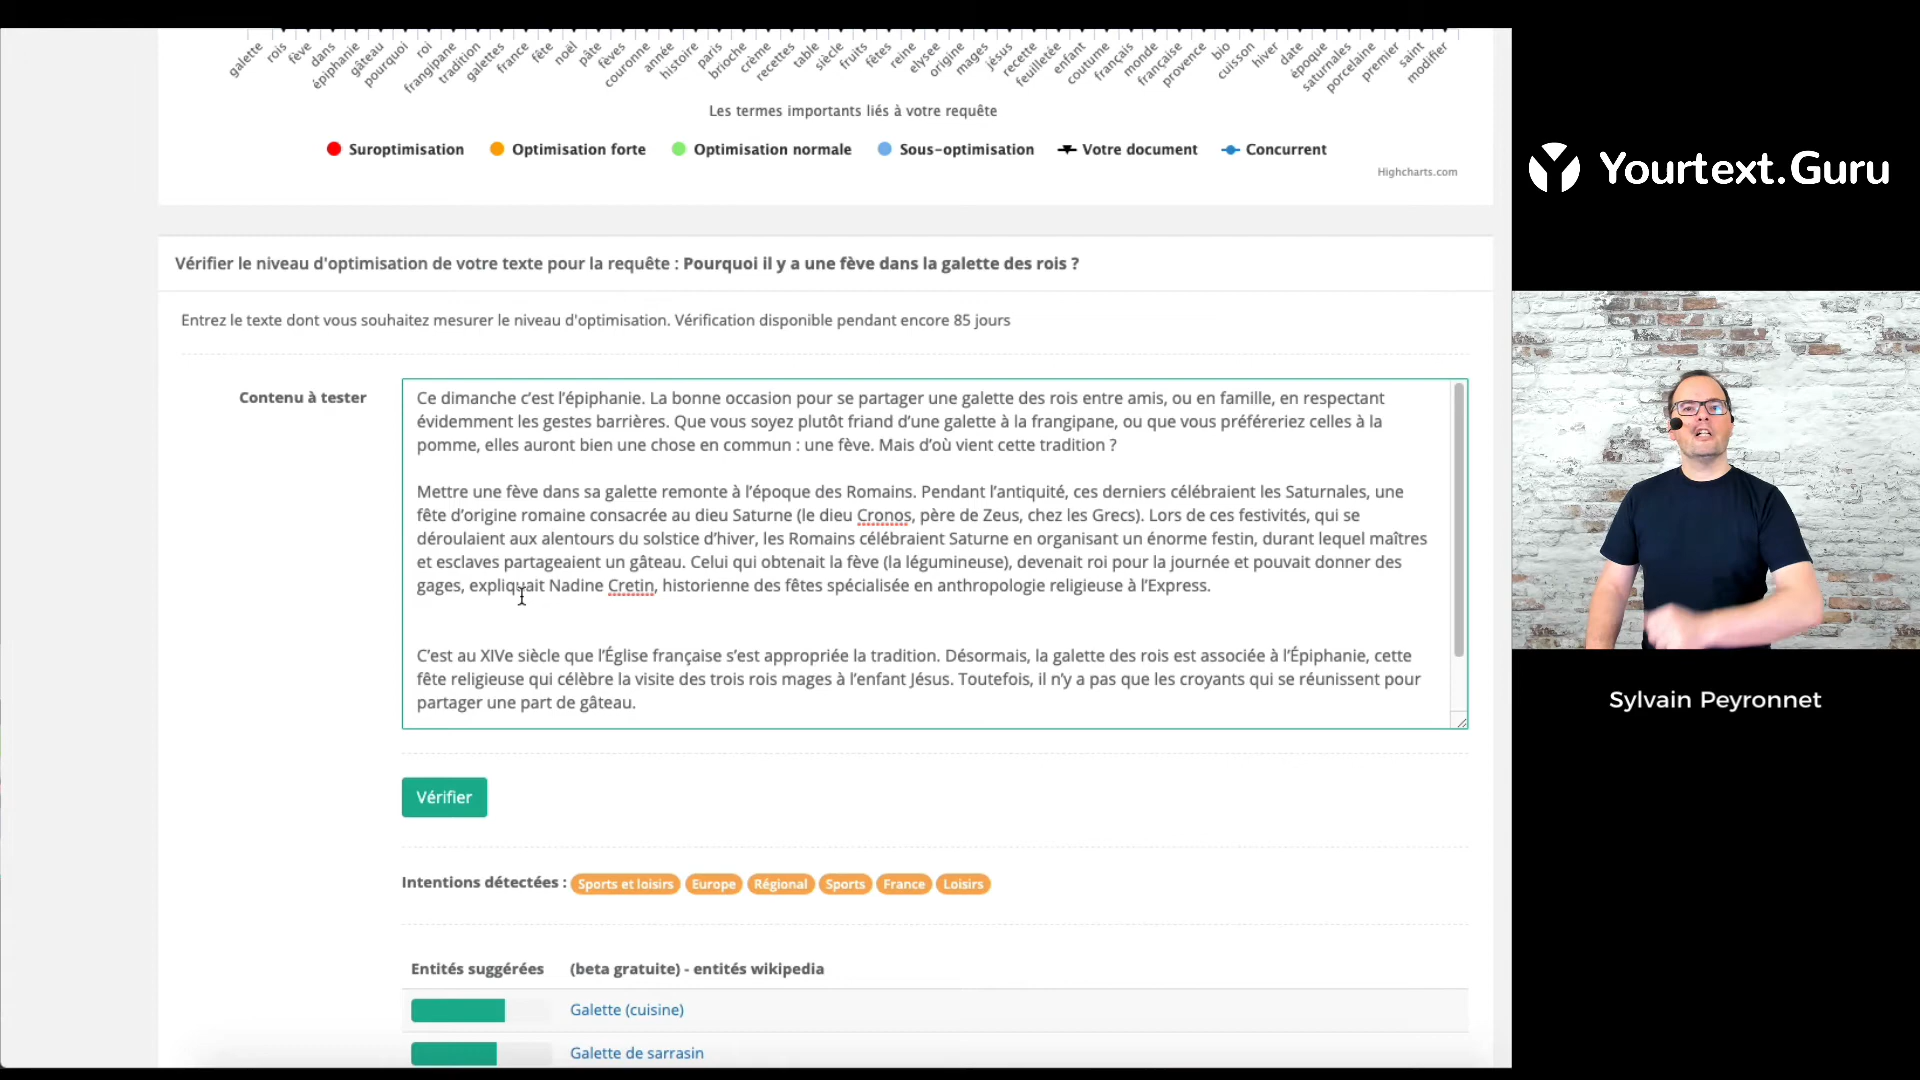 galette rois fève dans épiphanie gâteau pourquoi roi frangipane tradition galettes france fête noël pâte fèves couronne année histoire paris brioche crème recettes table siècle fruits fêtes reine elysee origine mages jésus recette feuilletée enfant coutume français monde française provence bio cuisson hiver date époque saturnales porcelaine premier saint modifier
Les termes importants liés à votre requête
Suroptimisation Optimisation forte Optimisation normale Sous-optimisation Votre document Concurrent
Highcharts.com
Yourtext.Guru
Vérifier le niveau d'optimisation de votre texte pour la requête : Pourquoi il y a une fève dans la galette des rois ?
Entrez le texte dont vous souhaitez mesurer le niveau d'optimisation. Vérification disponible pendant encore 85 jours
Contenu à tester
Ce dimanche c’est l’épiphanie. La bonne occasion pour se partager une galette des rois entre amis, ou en famille, en respectant
évidemment les gestes barrières. Que vous soyez plutôt friand d’une galette à la frangipane, ou que vous préféreriez celles à la
pomme, elles auront bien une chose en commun : une fève. Mais d’où vient cette tradition ?
Mettre une fève dans sa galette remonte à l’époque des Romains. Pendant l’antiquité, ces derniers célébraient les Saturnales, une
fête d’origine romaine consacrée au dieu Saturne (le dieu Cronos, père de Zeus, chez les Grecs). Lors de ces festivités, qui se
déroulaient aux alentours du solstice d’hiver, les Romains célébraient Saturne en organisant un énorme festin, durant lequel maîtres
et esclaves partageaient un gâteau. Celui qui obtenait la fève (la légumineuse), devenait roi pour la journée et pouvait donner des
gages, expliquait Nadine Cretin, historienne des fêtes spécialisée en anthropologie religieuse à l’Express.
C’est au XIVe siècle que l’Église française s’est appropriée la tradition. Désormais, la galette des rois est associée à l’Épiphanie, cette
fête religieuse qui célèbre la visite des trois rois mages à l’enfant Jésus. Toutefois, il n’y a pas que les croyants qui se réunissent pour
partager une part de gâteau.
Sylvain Peyronnet
Vérifier
Intentions détectées : Sports et loisirs Europe Régional Sports France Loisirs
Entités suggérées (beta gratuite) - entités wikipedia
Galette (cuisine)
Galette de sarrasin